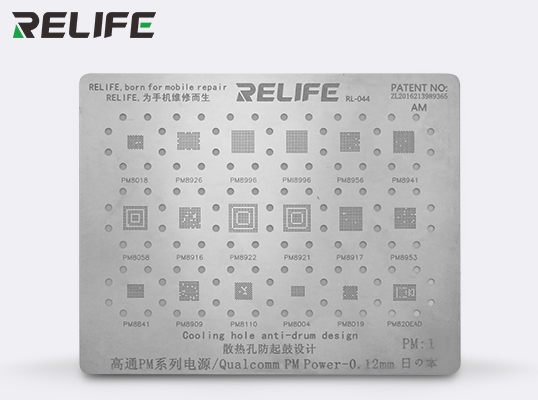 RELIFE
RELIFE, born for mobile repair
RELIFE, 为手机维修而生
RELIFE RL-044
PATENT NO:
ZL2016213989365
AM
PM8018 PM8926 PM8996 PMI8996 PM8956 PM8941
PM8058 PM8916 PM8922 PM8921 PM8917 PM8953
PM8841 PM8909 PM8110 PM8004 PM8019 PM820EAD
Cooling hole anti-drum design
散热孔防起鼓设计
PM:1
高通PM系列电源/Qualcomm PM Power-0.12mm 日の本